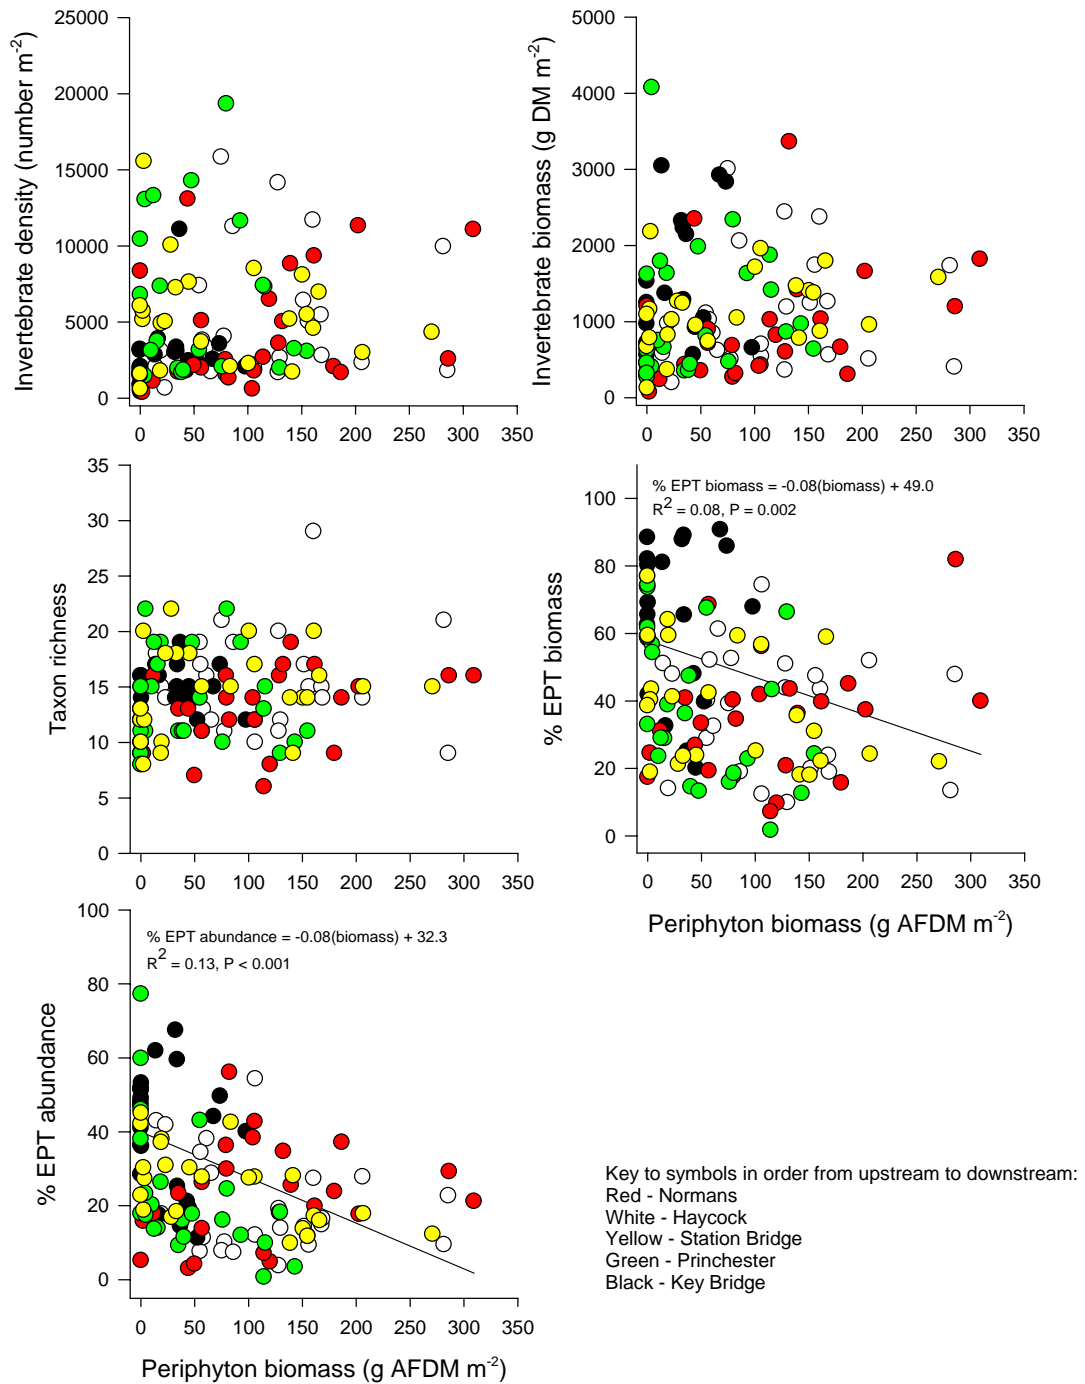 Invertebrate density (number m-2)
25000
20000
15000
10000
5000
0
0 50 100 150 200 250 300 350
Invertebrate biomass (g DM m-2)
5000
4000
3000
2000
1000
0
0 50 100 150 200 250 300 350
Taxon richness
35
30
25
20
15
10
5
0
0 50 100 150 200 250 300 350
% EPT biomass
100
80
60
40
20
0
% EPT biomass = -0.08(biomass) + 49.0
R2 = 0.08, P = 0.002
0 50 100 150 200 250 300 350
Periphyton biomass (g AFDM m-2)
% EPT abundance
100
80
60
40
20
0
% EPT abundance = -0.08(biomass) + 32.3
R2 = 0.13, P < 0.001
0 50 100 150 200 250 300 350
Periphyton biomass (g AFDM m-2)
Key to symbols in order from upstream to downstream:
Red - Normans
White - Haycock
Yellow - Station Bridge
Green - Princhester
Black - Key Bridge